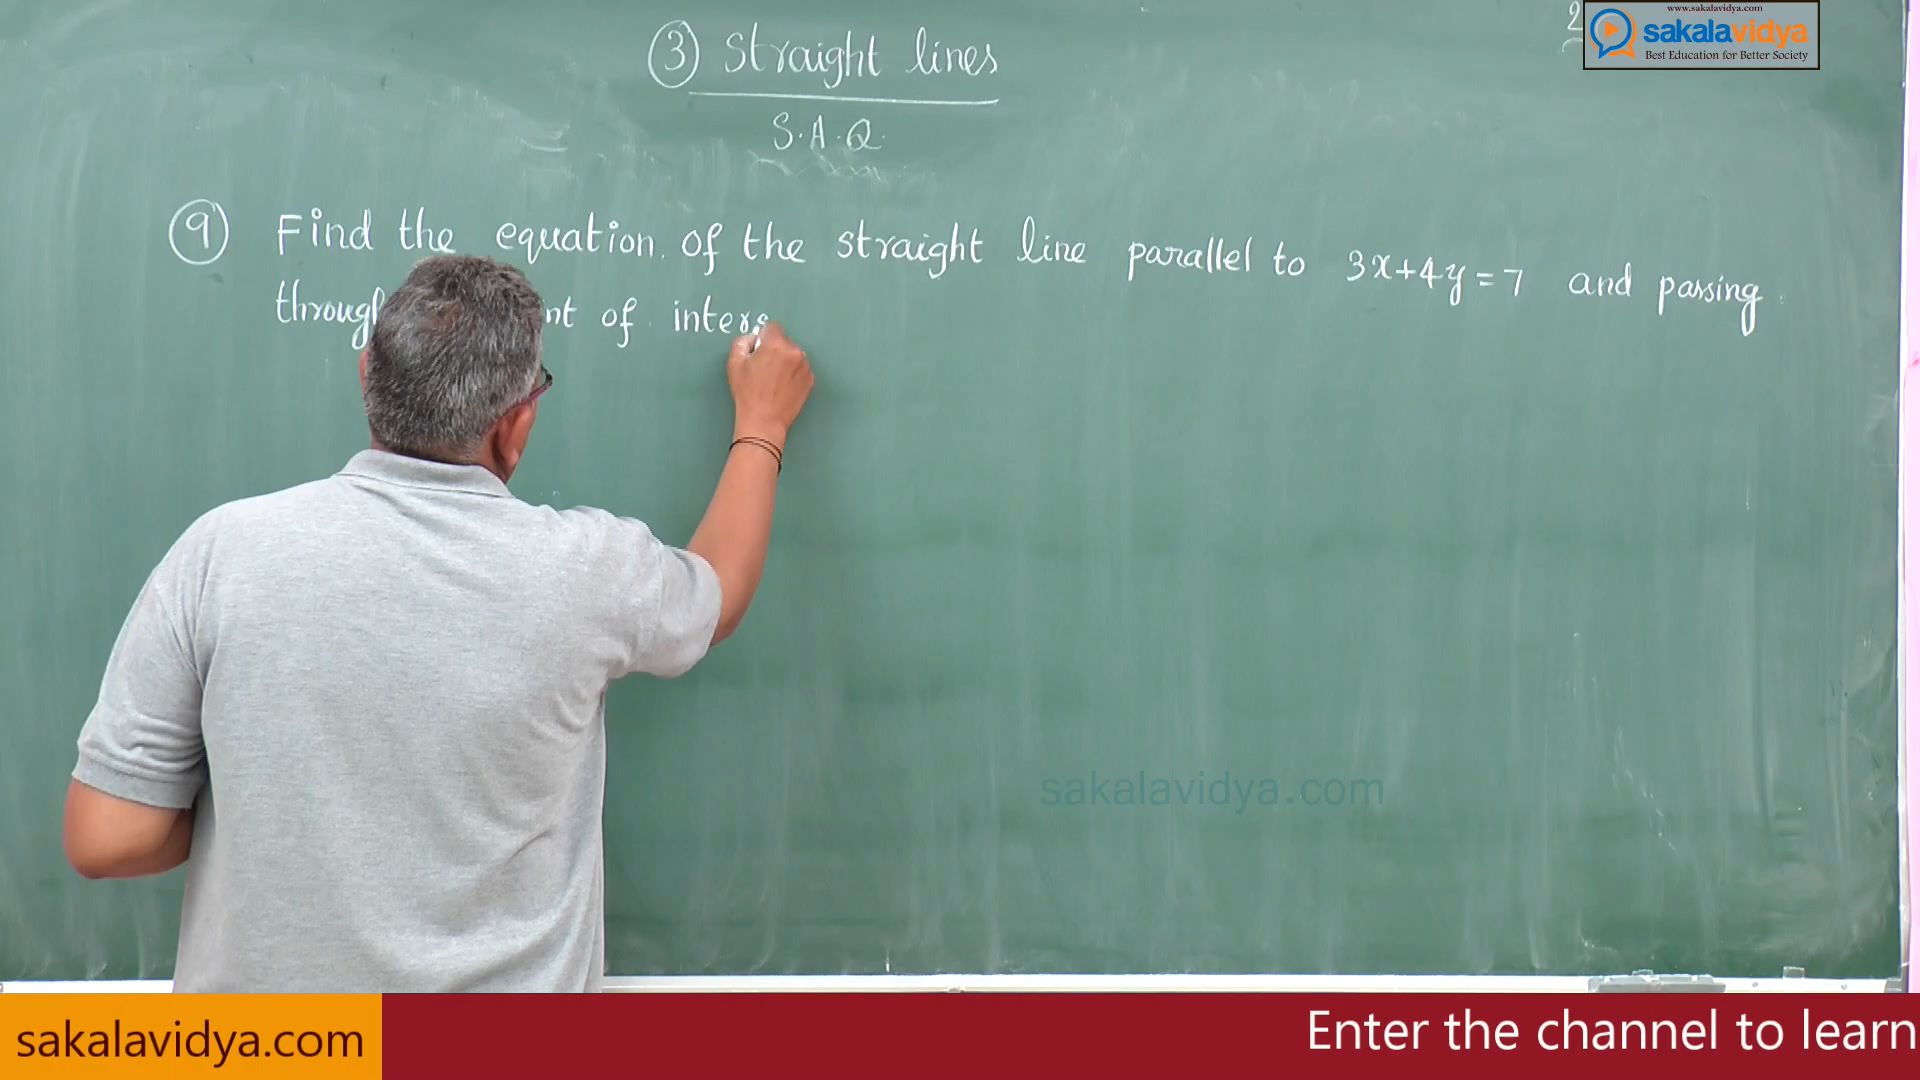 ③ Straight lines
S.A.Q.
2
www.sakalavidya.com
sakalavidya
Best Education for Better Society
⑨ Find the equation of the straight line parallel to 3x+4y=7 and passing
of inters
sakalavidya.com
sakalavidya.com
Enter the channel to learn